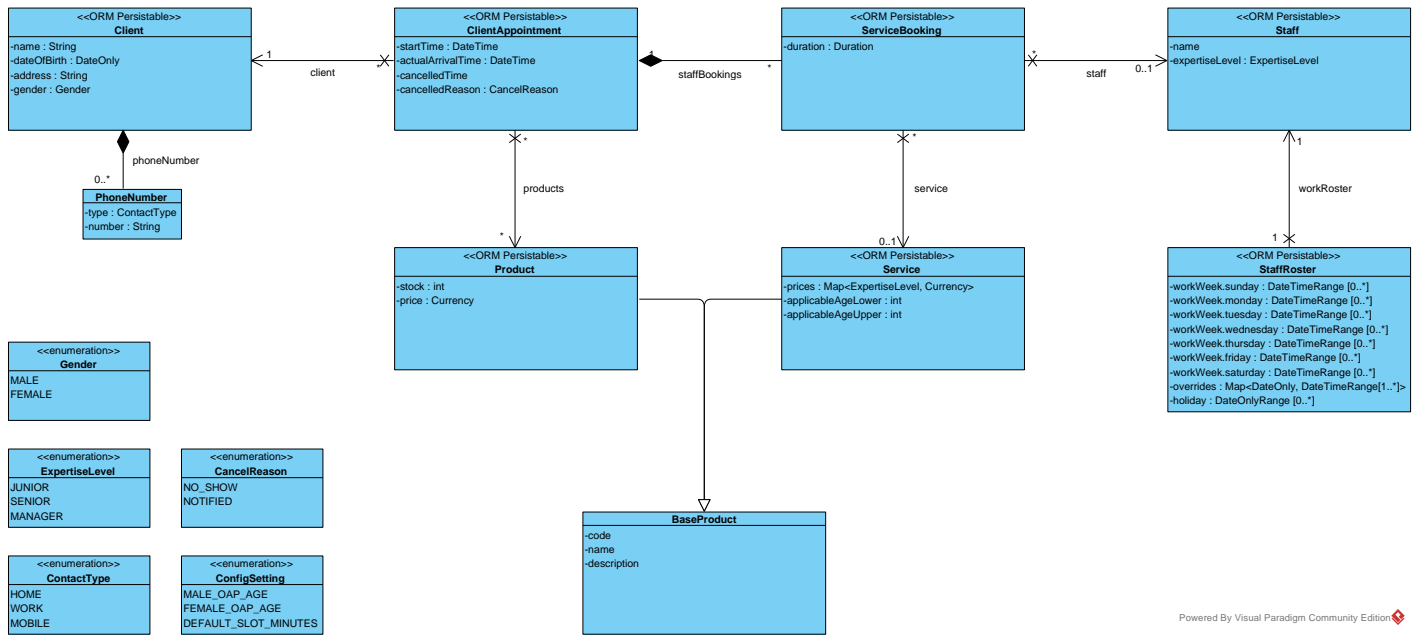 <<ORM Persistable>>
Client
-name : String
-dateOfBirth : DateOnly
-address : String
-gender : Gender
<<ORM Persistable>>
ClientAppointment
-startTime : DateTime
-actualArrivalTime : DateTime
-cancelledTime
-cancelledReason : CancelReason
<<ORM Persistable>>
ServiceBooking
-duration : Duration
<<ORM Persistable>>
Staff
-name
-expertiseLevel : ExpertiseLevel
1
*
client
1
*
staffBookings
*
0..1
staff
phoneNumber
0..*
PhoneNumber
-type : ContactType
-number : String
*
products
*
*
service
0..1
1
workRoster
1
<<ORM Persistable>>
Product
-stock : int
-price : Currency
<<ORM Persistable>>
Service
-prices : Map<ExpertiseLevel, Currency>
-applicableAgeLower : int
-applicableAgeUpper : int
<<ORM Persistable>>
StaffRoster
-workWeek.sunday : DateTimeRange [0..*]
-workWeek.monday : DateTimeRange [0..*]
-workWeek.tuesday : DateTimeRange [0..*]
-workWeek.wednesday : DateTimeRange [0..*]
-workWeek.thursday : DateTimeRange [0..*]
-workWeek.friday : DateTimeRange [0..*]
-workWeek.saturday : DateTimeRange [0..*]
-overrides : Map<DateOnly, DateTimeRange[1..*]>
-holiday : DateOnlyRange [0..*]
<<enumeration>>
Gender
MALE
FEMALE
<<enumeration>>
ExpertiseLevel
JUNIOR
SENIOR
MANAGER
<<enumeration>>
CancelReason
NO_SHOW
NOTIFIED
<<enumeration>>
ContactType
HOME
WORK
MOBILE
<<enumeration>>
ConfigSetting
MALE_OAP_AGE
FEMALE_OAP_AGE
DEFAULT_SLOT_MINUTES
BaseProduct
-code
-name
-description
Powered By Visual Paradigm Community Edition